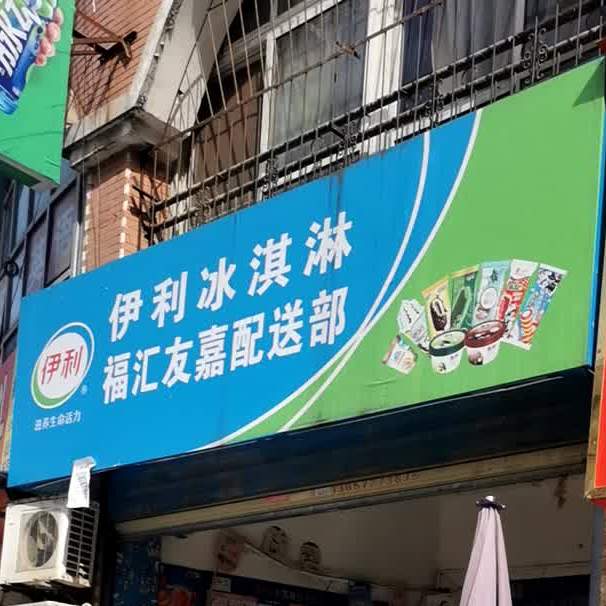 伊利冰淇淋
福汇友嘉配送部
伊利
®
滋养生命活力